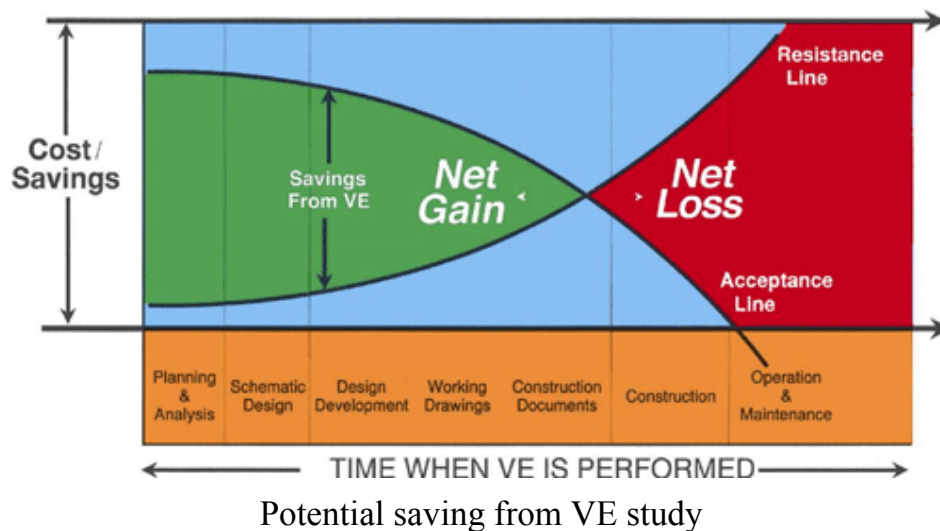 Cost/
Savings
Savings
From VE
Net
Gain
Net
Loss
Resistance
Line
Acceptance
Line
Planning
&
Analysis
Schematic
Design
Design
Development
Working
Drawings
Construction
Documents
Construction
Operation
&
Maintenance
TIME WHEN VE IS PERFORMED
Potential saving from VE study